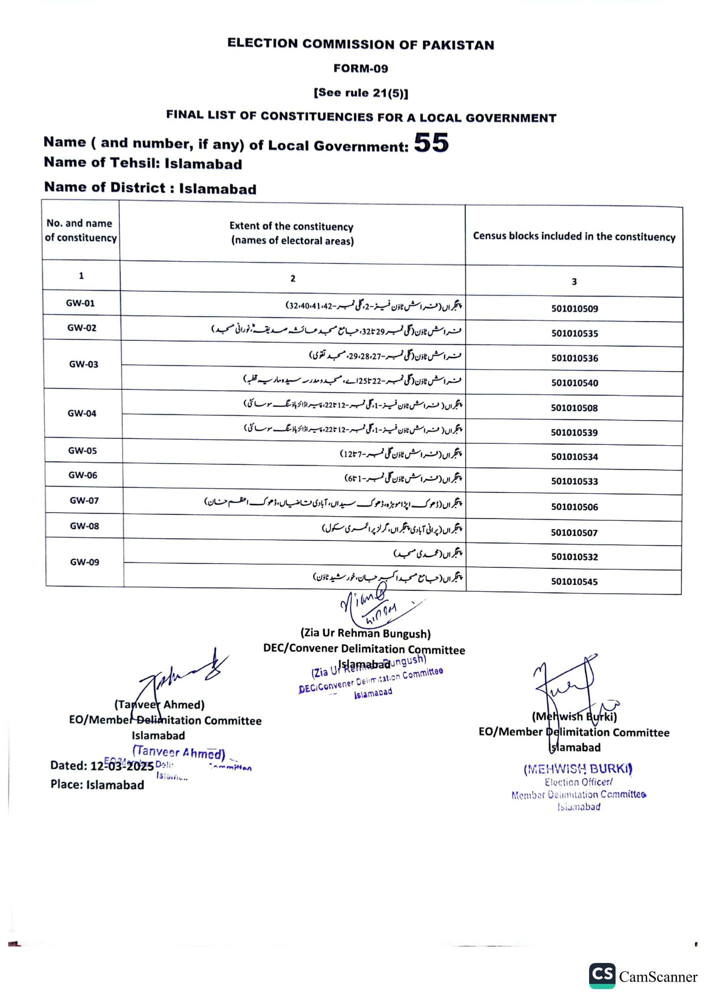 ELECTION COMMISSION OF PAKISTAN
FORM-09
[See rule 21(5)]
FINAL LIST OF CONSTITUENCIES FOR A LOCAL GOVERNMENT
Name ( and number, if any) of Local Government: 55
Name of Tehsil: Islamabad
Name of District : Islamabad
No. and name of constituency | Extent of the constituency (names of electoral areas) | Census blocks included in the constituency
1 | 2 | 3
GW-01 | پنجگراں (فراش ٹاؤن فیز-2، گلی نمبر-32،40،41،42) | 501010509
GW-02 | فراش ٹاؤن (گلی نمبر 29 تا 32، جامع مسجد عائشہ صدیقہؓ، نورانی مسجد) | 501010535
GW-03 | فراش ٹاؤن (گلی نمبر-29،28،27، مسجد تقوی) | 501010536
فراش ٹاؤن (گلی نمبر-22 تا 25 اے، مسجد و مدرسہ سیدہ ماریہ قطبہ) | 501010540
GW-04 | پنجگراں ( فراش ٹاؤن فیز-1، گلی نمبر-12 تا 22، پیراڈائز ہاؤسنگ سوسائٹی) | 501010508
پنجگراں ( فراش ٹاؤن فیز-1، گلی نمبر-12 تا 22، پیراڈائز ہاؤسنگ سوسائٹی) | 501010539
GW-05 | پنجگراں (فراش ٹاؤن گلی نمبر-7 تا 12) | 501010534
GW-06 | پنجگراں (فراش ٹاؤن گلی نمبر-1 تا 6) | 501010533
GW-07 | پنجگراں (ڈھوک اپڑا موہڑہ، ڈھوک سیداں، آبادی قاضیاں، ڈھوک اعظم خان) | 501010506
GW-08 | پنجگراں (پرانی آبادی پنجگراں، گرلز پرائمری سکول) | 501010507
GW-09 | پنجگراں (محمدی مسجد) | 501010532
پنجگراں (جامع مسجد اکبر جان، خورشید ٹاؤن) | 501010545
(Zia Ur Rehman Bungush)
DEC/Convener Delimitation Committee
Islamabad
(Zia Ur Rehman Bungush)
DEC/Convener Delimitation Committee
Islamabad
(Tanveer Ahmed)
EO/Member Delimitation Committee
Islamabad
(Tanveer Ahmed)
EO/Member Committee
(Mehwish Burki)
EO/Member Delimitation Committee
Islamabad
(MEHWISH BURKI)
Election Officer/
Member Delimitation Committee
Islamabad
Dated: 12-03-2025
Place: Islamabad
CS CamScanner